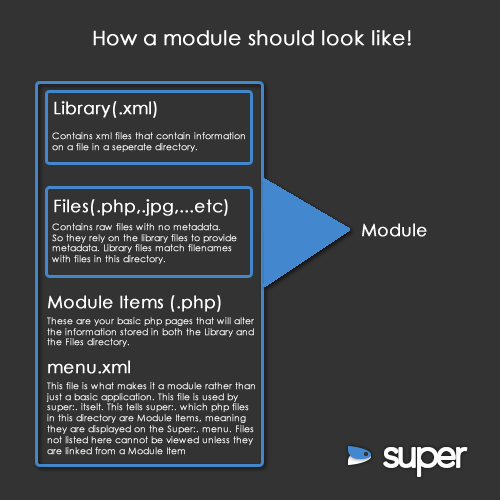 How a module should look like!
Library(.xml)
Contains xml files that contain information
on a file in a seperate directory.
Files(.php,.jpg,...etc)
Contains raw files with no metadata.
So they rely on the library files to provide
metadata. Library files match filenames
with files in this directory.
Module
Module Items (.php)
These are your basic php pages that will alter
the information stored in both the Library and
the Files directory.
menu.xml
This file is what makes it a module rather than
just a basic application. This file is used by
super:. itself. This tells super:. which php files
in this directory are Module Items, meaning
they are displayed on the Super:. menu. Files
not listed here cannot be viewed unless they
are linked from a Module Item
super